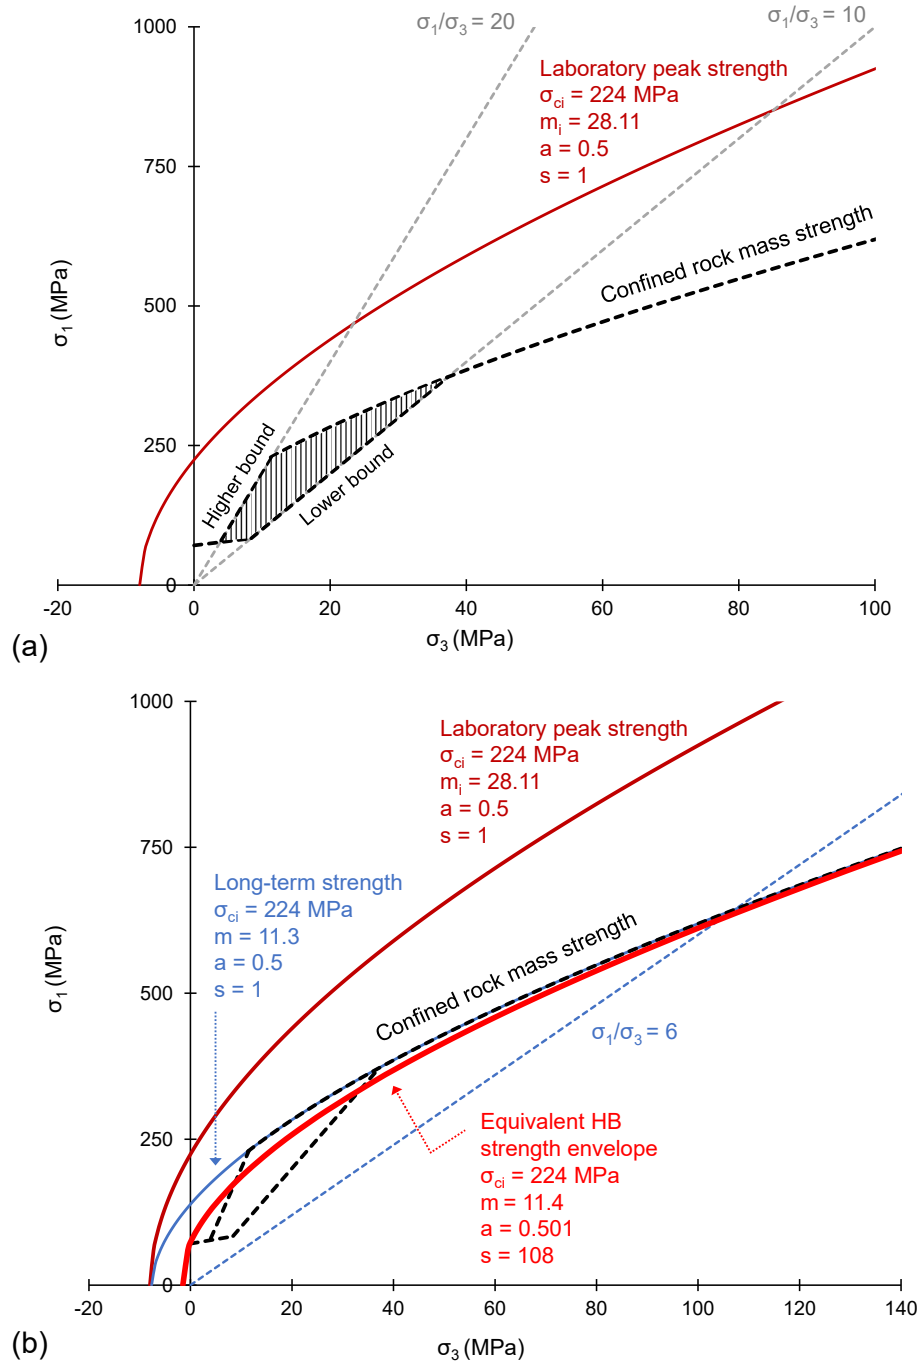 σ1/σ3 = 20
σ1/σ3 = 10
1000
Laboratory peak strength
σci = 224 MPa
mi = 28.11
a = 0.5
s = 1
750
Confined rock mass strength
σ1 (MPa)
500
250
Higher bound
Lower bound
0
-20
0
20
40
60
80
100
σ3 (MPa)
(a)
1000
Laboratory peak strength
σci = 224 MPa
mi = 28.11
a = 0.5
s = 1
750
Long-term strength
σci = 224 MPa
m = 11.3
a = 0.5
s = 1
Confined rock mass strength
σ1 (MPa)
500
σ1/σ3 = 6
Equivalent HB
strength envelope
σci = 224 MPa
m = 11.4
a = 0.501
s = 108
250
0
-20
0
20
40
60
80
100
120
140
σ3 (MPa)
(b)